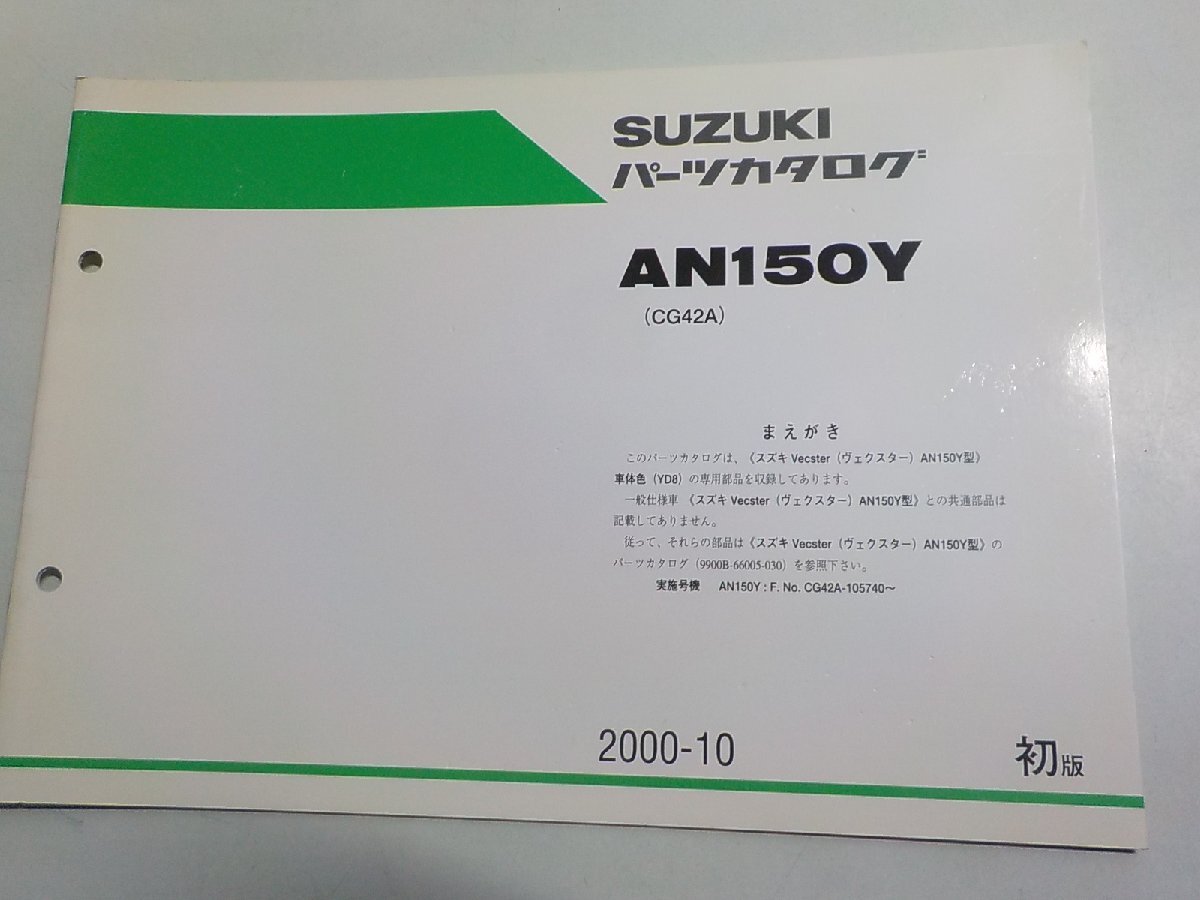 SUZUKI
パーツカタログ
AN150Y
(CG42A)
まえがき
このパーツカタログは、《スズキ Vecster (ヴェクスター) AN150Y型》
車体色 (YD8) の専用部品を収録してあります。
一般仕様車 《スズキ Vecster (ヴェクスター) AN150Y型》 との共通部品は
記載してありません。
従って、それらの部品は《スズキ Vecster (ヴェクスター) AN150Y型》の
パーツカタログ (9900B-66005-030) を参照下さい。
実施号機 AN150Y : F. No. CG42A-105740〜
2000-10
初版